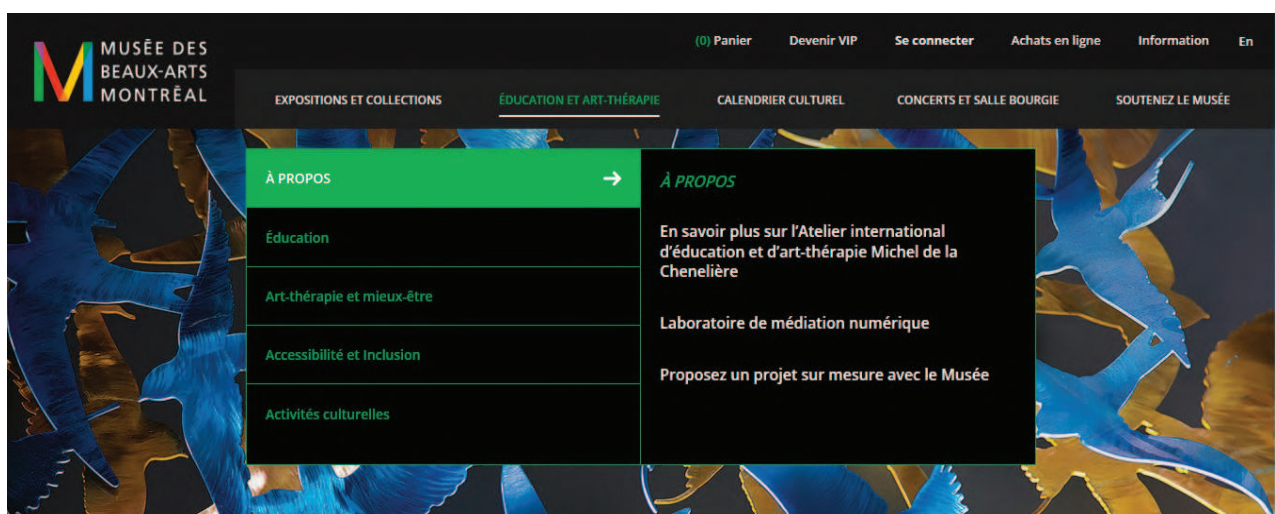 MUSĒE DES
BEAUX-ARTS
MONTRĒAL
(0) Panier Devenir VIP Se connecter Achats en ligne Information En
EXPOSITIONS ET COLLECTIONS ÉDUCATION ET ART-THÉRAPIE CALENDRIER CULTUREL CONCERTS ET SALLE BOURGIE SOUTENEZ LE MUSÉE
À PROPOS →
Éducation
Art-thérapie et mieux-être
Accessibilité et Inclusion
Activités culturelles
À PROPOS
En savoir plus sur l'Atelier international
d'éducation et d'art-thérapie Michel de la
Chenelière
Laboratoire de médiation numérique
Proposez un projet sur mesure avec le Musée